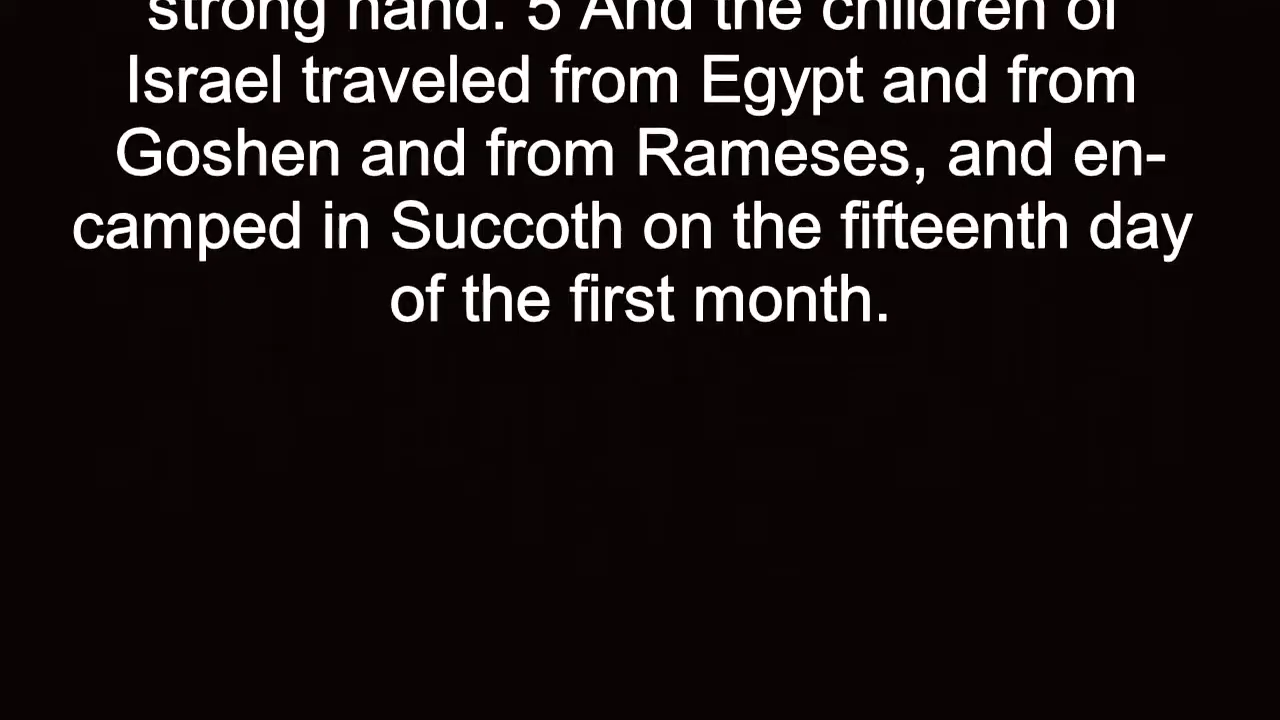 strong hand. 5 And the children of
Israel traveled from Egypt and from
Goshen and from Rameses, and en-
camped in Succoth on the fifteenth day
of the first month.